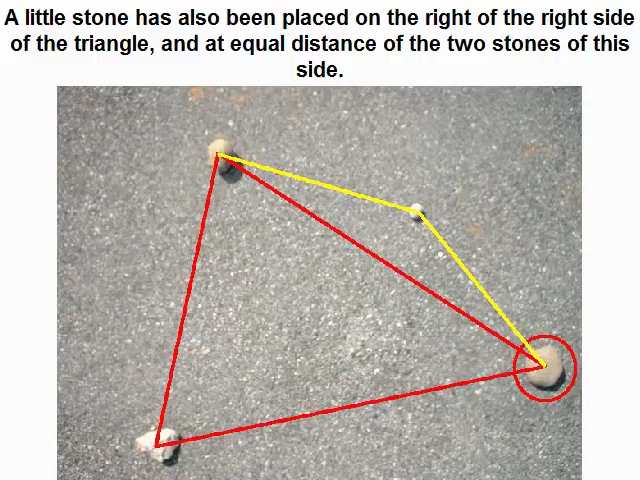 A little stone has also been placed on the right of the right side
of the triangle, and at equal distance of the two stones of this
side.